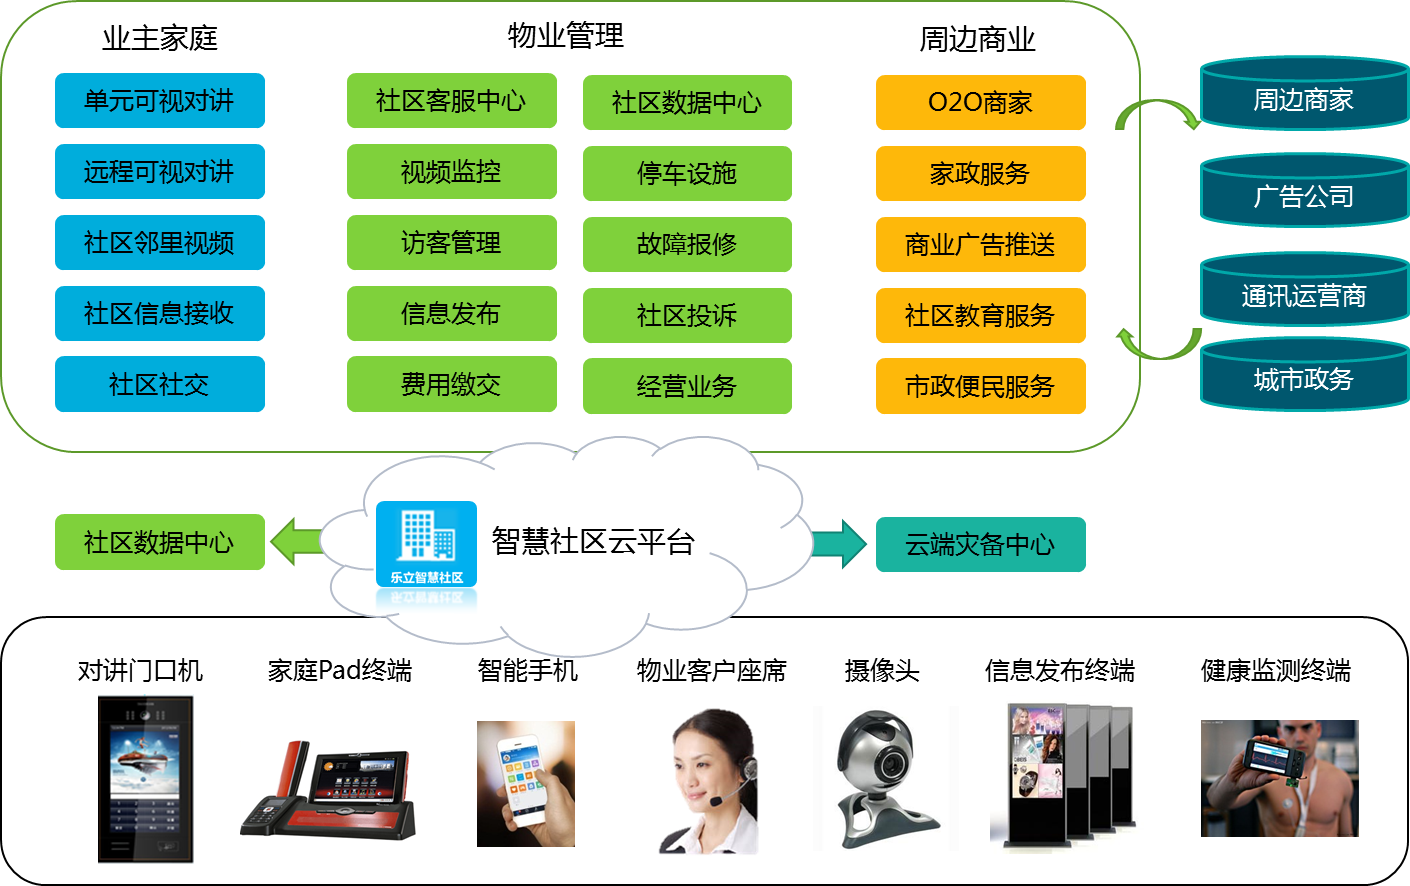 业主家庭
物业管理
周边商业
单元可视对讲
社区客服中心
社区数据中心
O2O商家
周边商家
远程可视对讲
视频监控
停车设施
家政服务
广告公司
社区邻里视频
访客管理
故障报修
商业广告推送
通讯运营商
社区信息接收
信息发布
社区投诉
社区教育服务
城市政务
社区社交
费用缴交
经营业务
市政便民服务
社区数据中心
乐立智慧社区
智慧社区云平台
云端灾备中心
对讲门口机
家庭Pad终端
智能手机
物业客户座席
摄像头
信息发布终端
健康监测终端